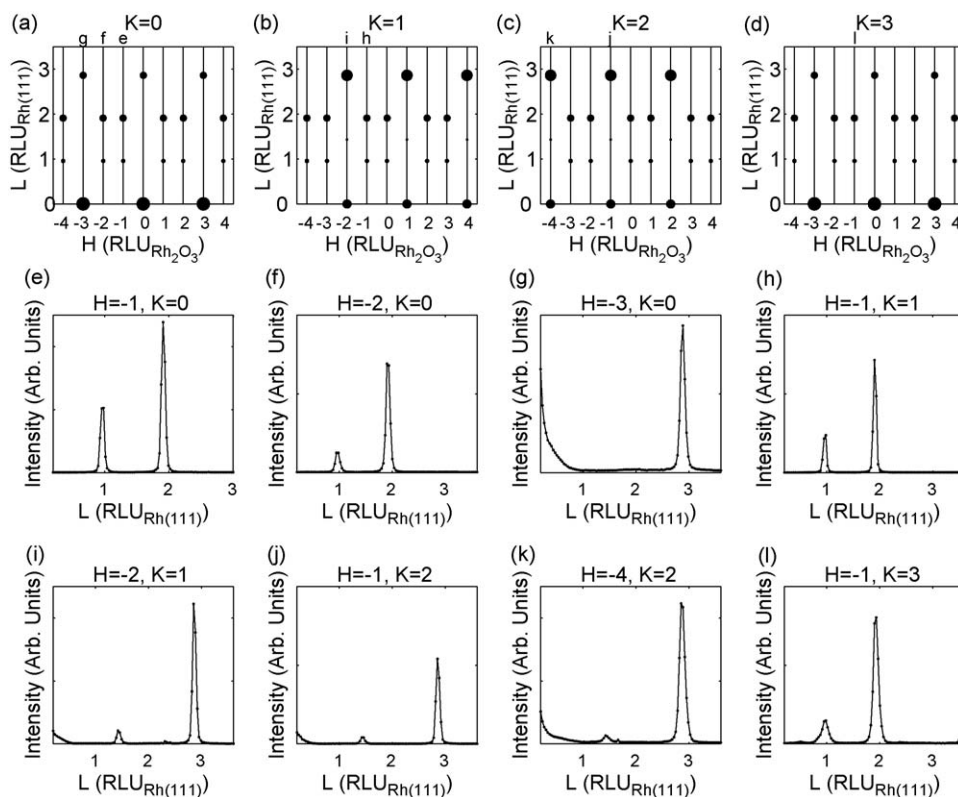 (a) K=0 (b) K=1 (c) K=2 (d) K=3
g f e i h k j l
3 3 3 3
2 2 2 2
1 1 1 1
0 0 0 0
L (RLU_Rh(111)) L (RLU_Rh(111)) L (RLU_Rh(111)) L (RLU_Rh(111))
-4 -3 -2 -1 0 1 2 3 4 -4 -3 -2 -1 0 1 2 3 4 -4 -3 -2 -1 0 1 2 3 4 -4 -3 -2 -1 0 1 2 3 4
H (RLU_Rh₂O₃) H (RLU_Rh₂O₃) H (RLU_Rh₂O₃) H (RLU_Rh₂O₃)
(e) (f) (g) (h)
H=-1, K=0 H=-2, K=0 H=-3, K=0 H=-1, K=1
Intensity (Arb. Units) Intensity (Arb. Units) Intensity (Arb. Units) Intensity (Arb. Units)
1 2 3 1 2 3 1 2 3 1 2 3
L (RLU_Rh(111)) L (RLU_Rh(111)) L (RLU_Rh(111)) L (RLU_Rh(111))
(i) (j) (k) (l)
H=-2, K=1 H=-1, K=2 H=-4, K=2 H=-1, K=3
Intensity (Arb. Units) Intensity (Arb. Units) Intensity (Arb. Units) Intensity (Arb. Units)
1 2 3 1 2 3 1 2 3 1 2 3
L (RLU_Rh(111)) L (RLU_Rh(111)) L (RLU_Rh(111)) L (RLU_Rh(111))